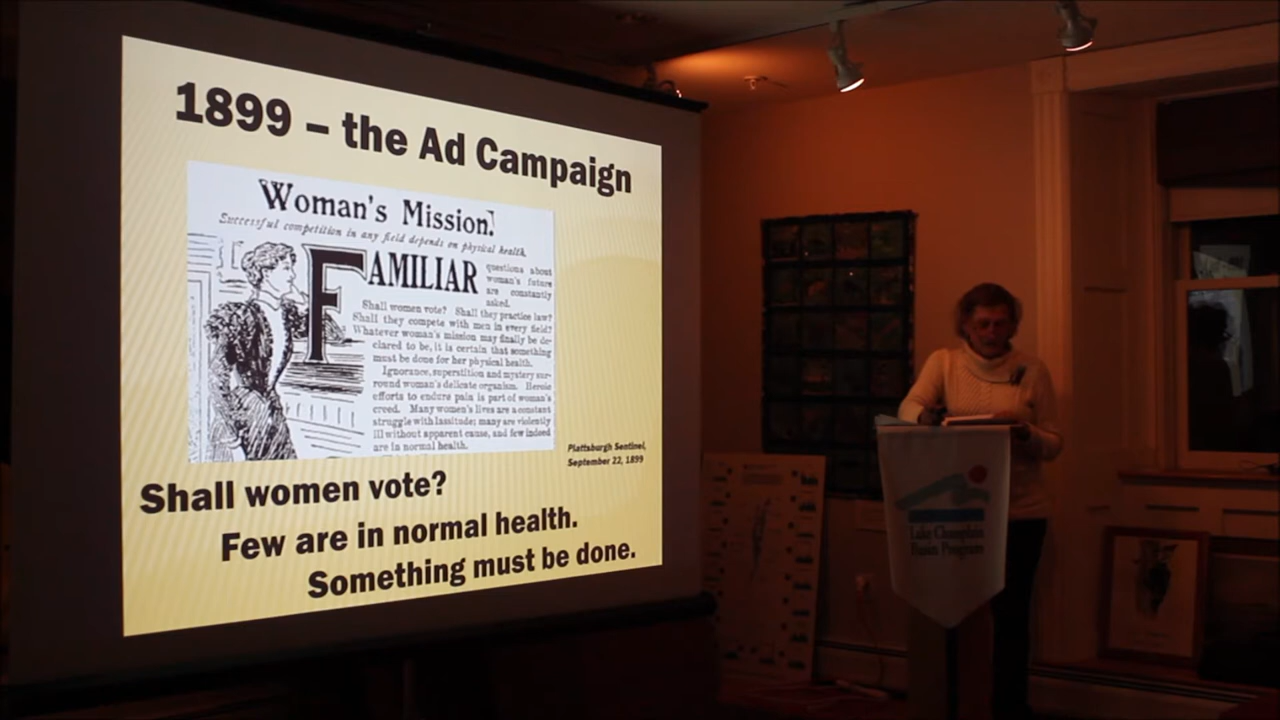 1899 – the Ad Campaign
Woman's Mission.
Successful competition in any field depends on physical health.
FAMILIAR questions about
woman's future
are constantly
asked.
Shall women vote? Shall they practice law?
Shall they compete with men in every field?
Whatever woman's mission may finally be de-
clared to be, it is certain that something
must be done for her physical health.
Ignorance, superstition and mystery sur-
round woman's delicate organism. Heroic
efforts to endure pain is part of woman's
creed. Many women's lives are a constant
struggle with lassitude; many are violently
ill without apparent cause, and few indeed
are in normal health.
Plattsburgh Sentinel,
September 22, 1899
Shall women vote?
Few are in normal health.
Something must be done.
Lake Champlain
Basin Program